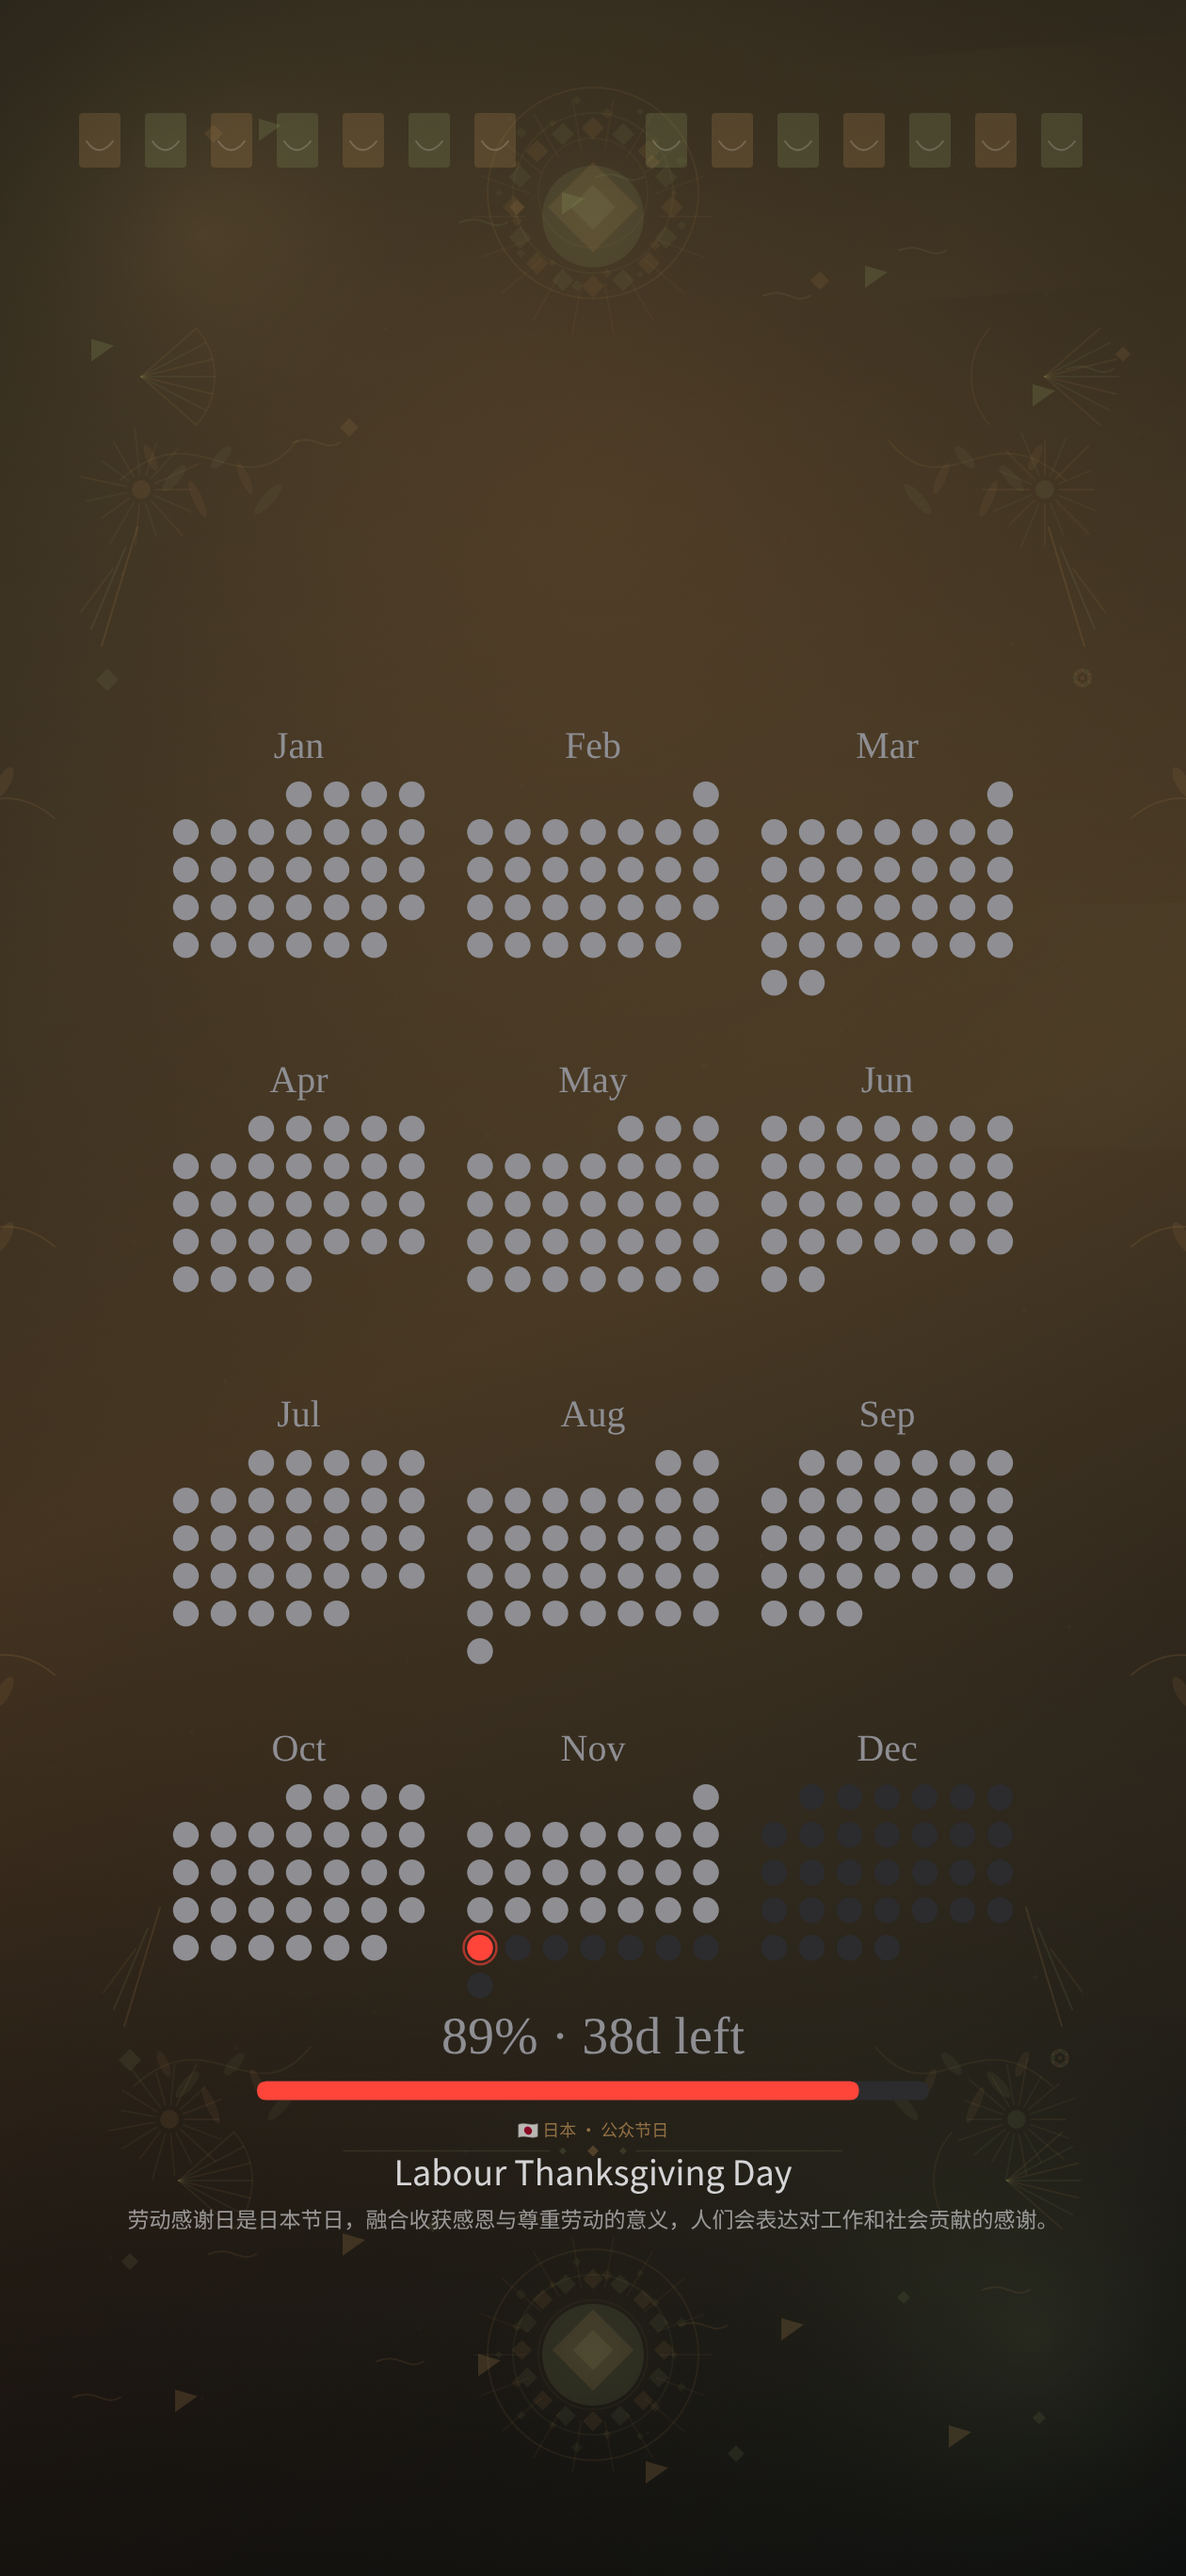 Jan Feb Mar
Apr May Jun
Jul Aug Sep
Oct Nov Dec
89% · 38d left
🇯🇵 日本 · 公众节日
Labour Thanksgiving Day
劳动感谢日是日本节日，融合收获感恩与尊重劳动的意义，人们会表达对工作和社会贡献的感谢。